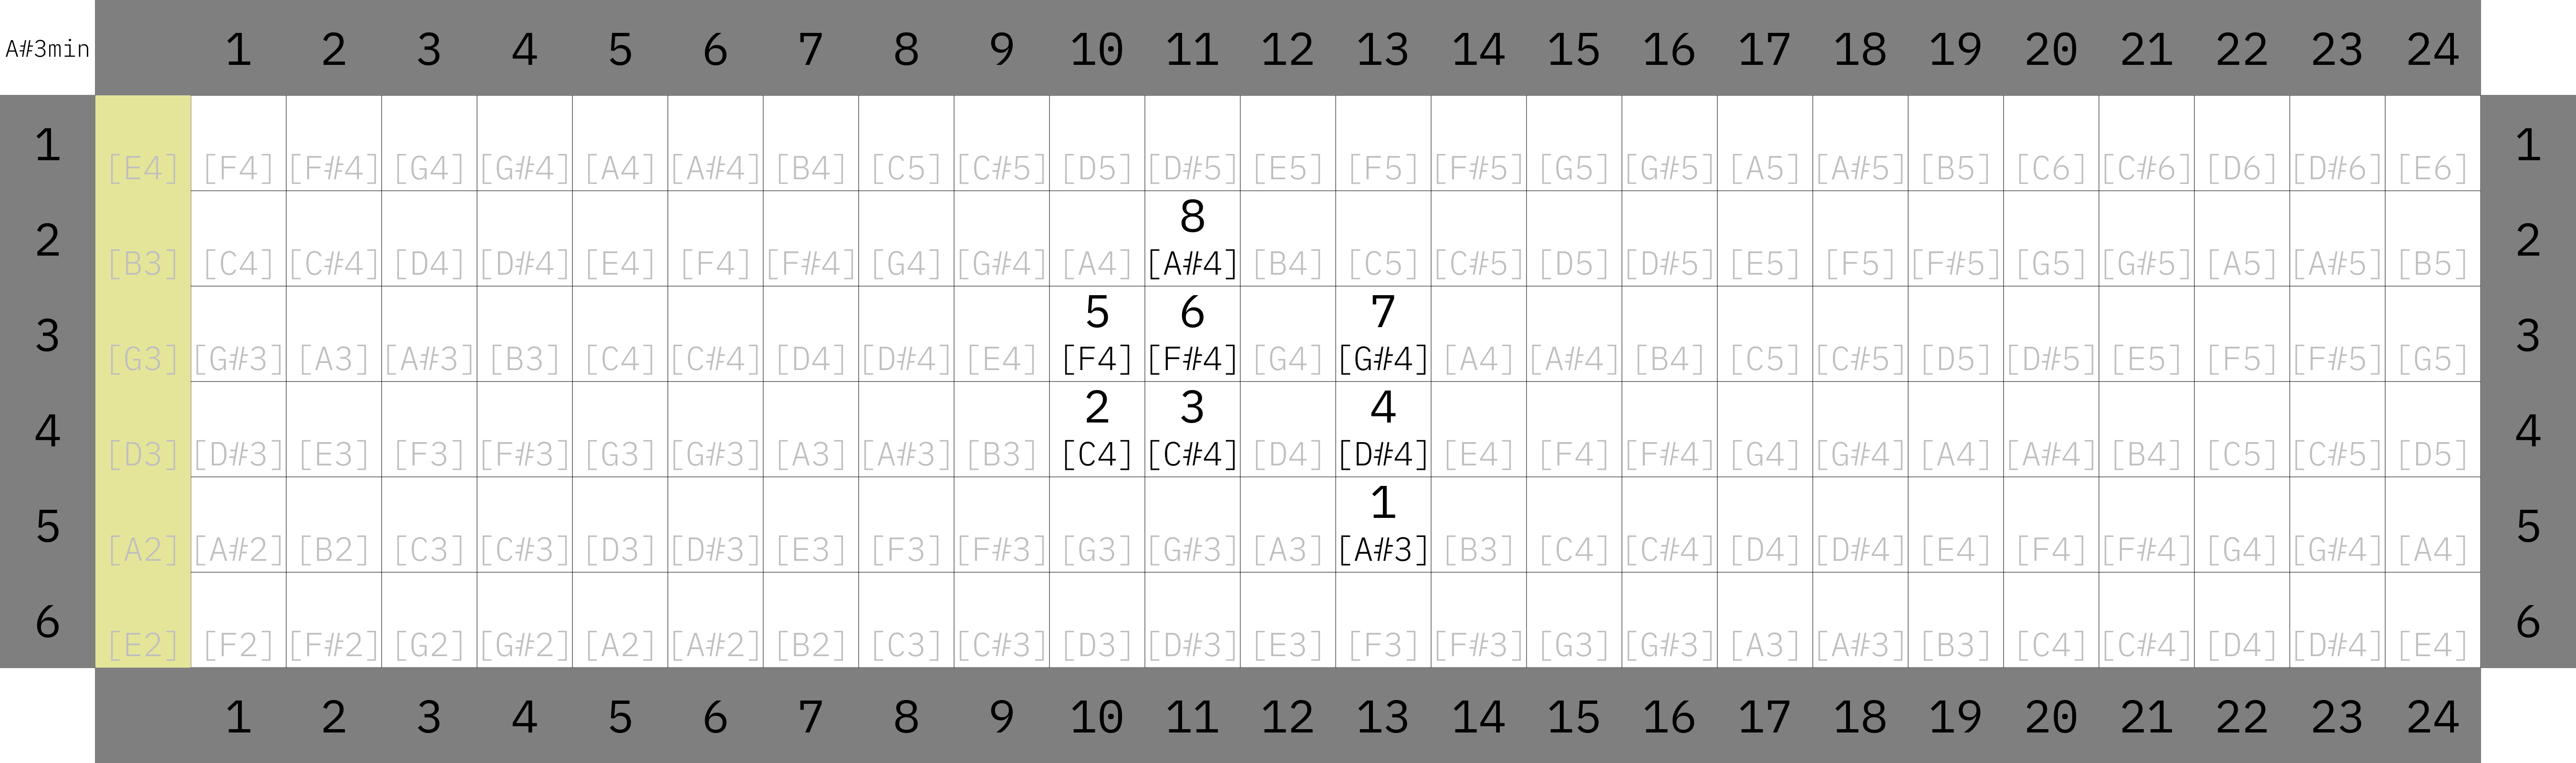 A#3min 1 2 3 4 5 6 7 8 9 10 11 12 13 14 15 16 17 18 19 20 21 22 23 24
1 [E4] [F4] [F#4] [G4] [G#4] [A4] [A#4] [B4] [C5] [C#5] [D5] [D#5] [E5] [F5] [F#5] [G5] [G#5] [A5] [A#5] [B5] [C6] [C#6] [D6] [D#6] [E6] 1
8
2 [B3] [C4] [C#4] [D4] [D#4] [E4] [F4] [F#4] [G4] [G#4] [A4] [A#4] [B4] [C5] [C#5] [D5] [D#5] [E5] [F5] [F#5] [G5] [G#5] [A5] [A#5] [B5] 2
5 6 7
3 [G3] [G#3] [A3] [A#3] [B3] [C4] [C#4] [D4] [D#4] [E4] [F4] [F#4] [G4] [G#4] [A4] [A#4] [B4] [C5] [C#5] [D5] [D#5] [E5] [F5] [F#5] [G5] 3
2 3 4
4 [D3] [D#3] [E3] [F3] [F#3] [G3] [G#3] [A3] [A#3] [B3] [C4] [C#4] [D4] [D#4] [E4] [F4] [F#4] [G4] [G#4] [A4] [A#4] [B4] [C5] [C#5] [D5] 4
1
5 [A2] [A#2] [B2] [C3] [C#3] [D3] [D#3] [E3] [F3] [F#3] [G3] [G#3] [A3] [A#3] [B3] [C4] [C#4] [D4] [D#4] [E4] [F4] [F#4] [G4] [G#4] [A4] 5
6 [E2] [F2] [F#2] [G2] [G#2] [A2] [A#2] [B2] [C3] [C#3] [D3] [D#3] [E3] [F3] [F#3] [G3] [G#3] [A3] [A#3] [B3] [C4] [C#4] [D4] [D#4] [E4] 6
1 2 3 4 5 6 7 8 9 10 11 12 13 14 15 16 17 18 19 20 21 22 23 24